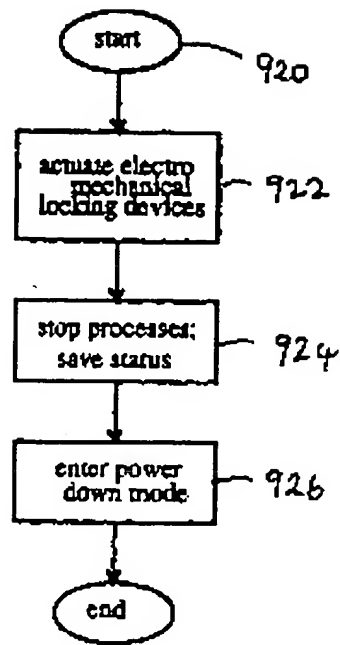 start
920
actuate electro
mechanical
locking devices
922
stop processes;
save status
924
enter power
down mode
926
end